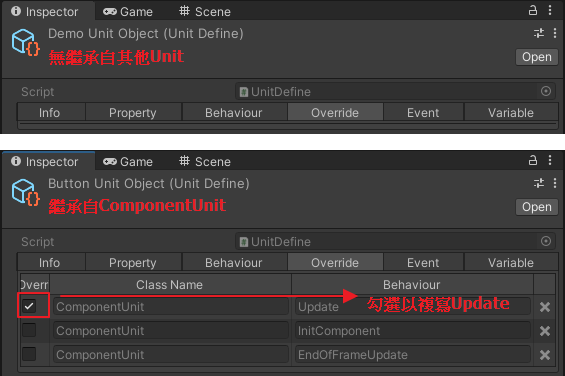 Inspector Game Scene
Demo Unit Object (Unit Define)
無繼承自其他Unit
Open
Script UnitDefine
Info Property Behaviour Override Event Variable
Inspector Game Scene
Button Unit Object (Unit Define)
繼承自ComponentUnit
Open
Script UnitDefine
Info Property Behaviour Override Event Variable
Overr Class Name Behaviour
ComponentUnit Update 勾選以複寫Update
ComponentUnit InitComponent
ComponentUnit EndOfFrameUpdate